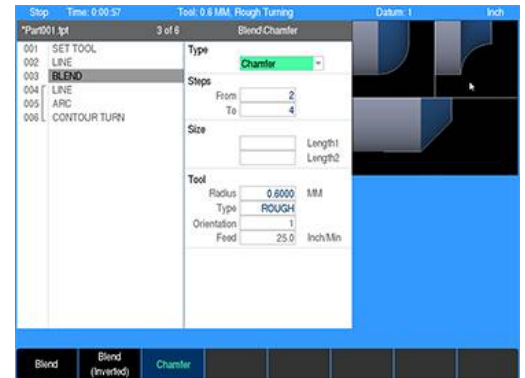 Stop Time: 0:00:57 Tool: 0.6 MM, Rough Turning Datum: 1 Inch
*Part001.tpt 3 of 6 Blend\Chamfer
001 SET TOOL
002 LINE
003 BLEND
004 LINE
005 ARC
006 CONTOUR TURN
Type
Chamfer
Steps
From 2
To 4
Size
Length1
Length2
Tool
Radius 0.6000 MM
Type ROUGH
Orientation 1
Feed 25.0 Inch/Min
Blend
Blend (Inverted)
Chamfer